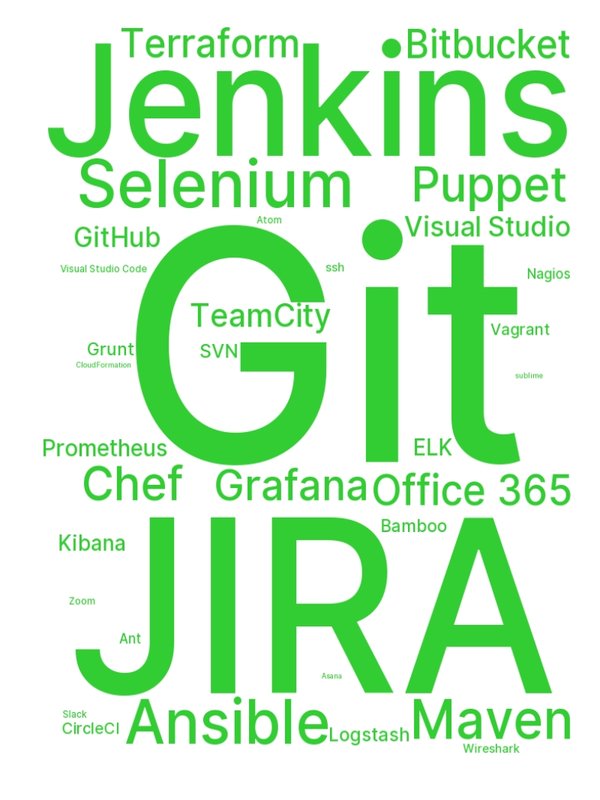 Terraform
Bitbucket
Jenkins
Selenium
Puppet
Atom
Visual Studio
GitHub
Visual Studio Code
ssh
Nagios
Git
TeamCity
Vagrant
Grunt
SVN
CloudFormation
sublime
Prometheus
ELK
Chef
Grafana
Office 365
Bamboo
Kibana
JIRA
Zoom
Ant
Asana
Slack
CircleCI
Ansible
Logstash
Maven
Wireshark